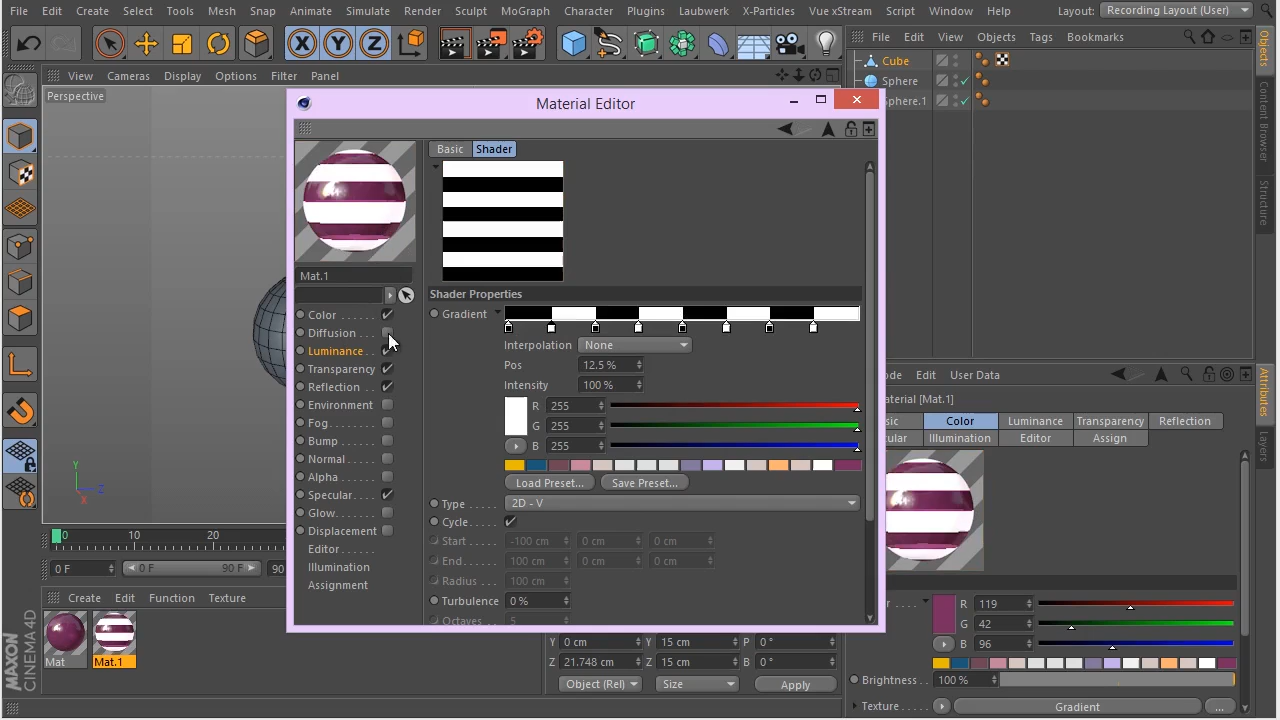 File Edit Create Select Tools Mesh Snap Animate Simulate Render Sculpt MoGraph Character Plugins Laubwerk X-Particles Vue xStream Script Window Help Layout: Recording Layout (User)
File Edit View Objects Tags Bookmarks
View Cameras Display Options Filter Panel
Perspective
Cube
Sphere
Sphere.1
Objects
Content Browser
Structure
Material Editor
Basic Shader
Mat.1
Color
Diffusion
Luminance
Transparency
Reflection
Environment
Fog
Bump
Normal
Alpha
Specular
Glow
Displacement
Editor
Illumination
Assignment
Shader Properties
Gradient
Interpolation None
Pos 12.5 %
Intensity 100 %
R 255
G 255
B 255
Load Preset... Save Preset...
Type 2D - V
Cycle
Start -100 cm 0 cm 0 cm
End 100 cm 0 cm 0 cm
Radius 100 cm
Turbulence 0 %
Octaves 5
Y
Z
X
0 10 20
0 F 0 F 90 F 90
Create Edit Function Texture
Mat Mat.1
MAXON
CINEMA 4D
Y 0 cm Y 15 cm P 0 °
Z 21.748 cm Z 15 cm B 0 °
Object (Rel) Size Apply
Edit User Data
[Mat.1]
Color Luminance Transparency Reflection
Illumination Editor Assign
R 119
G 42
B 96
Brightness 100 %
Texture Gradient ...
Attributes
Layers